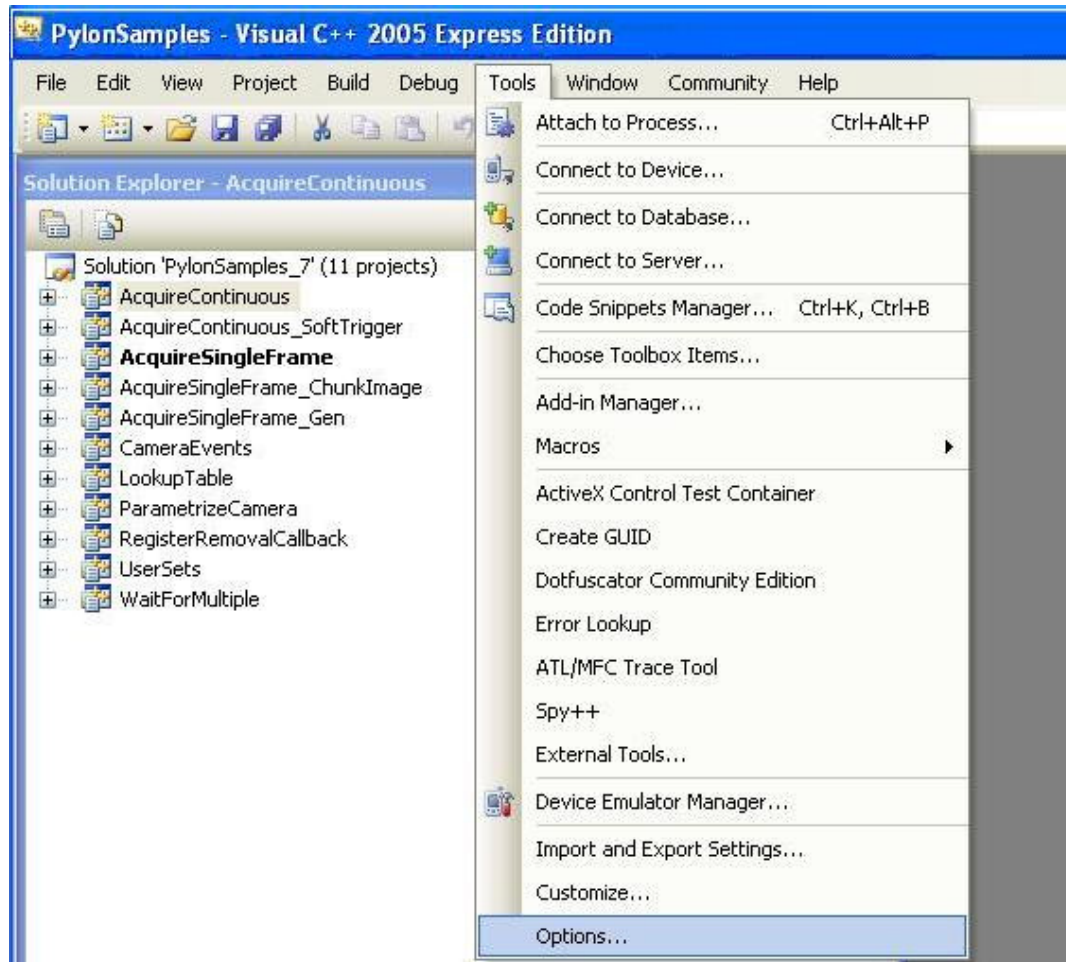 PylonSamples - Visual C++ 2005 Express Edition
File Edit View Project Build Debug Tools Window Community Help
Solution Explorer - AcquireContinuous
Solution 'PylonSamples_7' (11 projects)
AcquireContinuous
AcquireContinuous_SoftTrigger
AcquireSingleFrame
AcquireSingleFrame_ChunkImage
AcquireSingleFrame_Gen
CameraEvents
LookupTable
ParametrizeCamera
RegisterRemovalCallback
UserSets
WaitForMultiple
Attach to Process... Ctrl+Alt+P
Connect to Device...
Connect to Database...
Connect to Server...
Code Snippets Manager... Ctrl+K, Ctrl+B
Choose Toolbox Items...
Add-in Manager...
Macros
ActiveX Control Test Container
Create GUID
Dotfuscator Community Edition
Error Lookup
ATL/MFC Trace Tool
Spy++
External Tools...
Device Emulator Manager...
Import and Export Settings...
Customize...
Options...